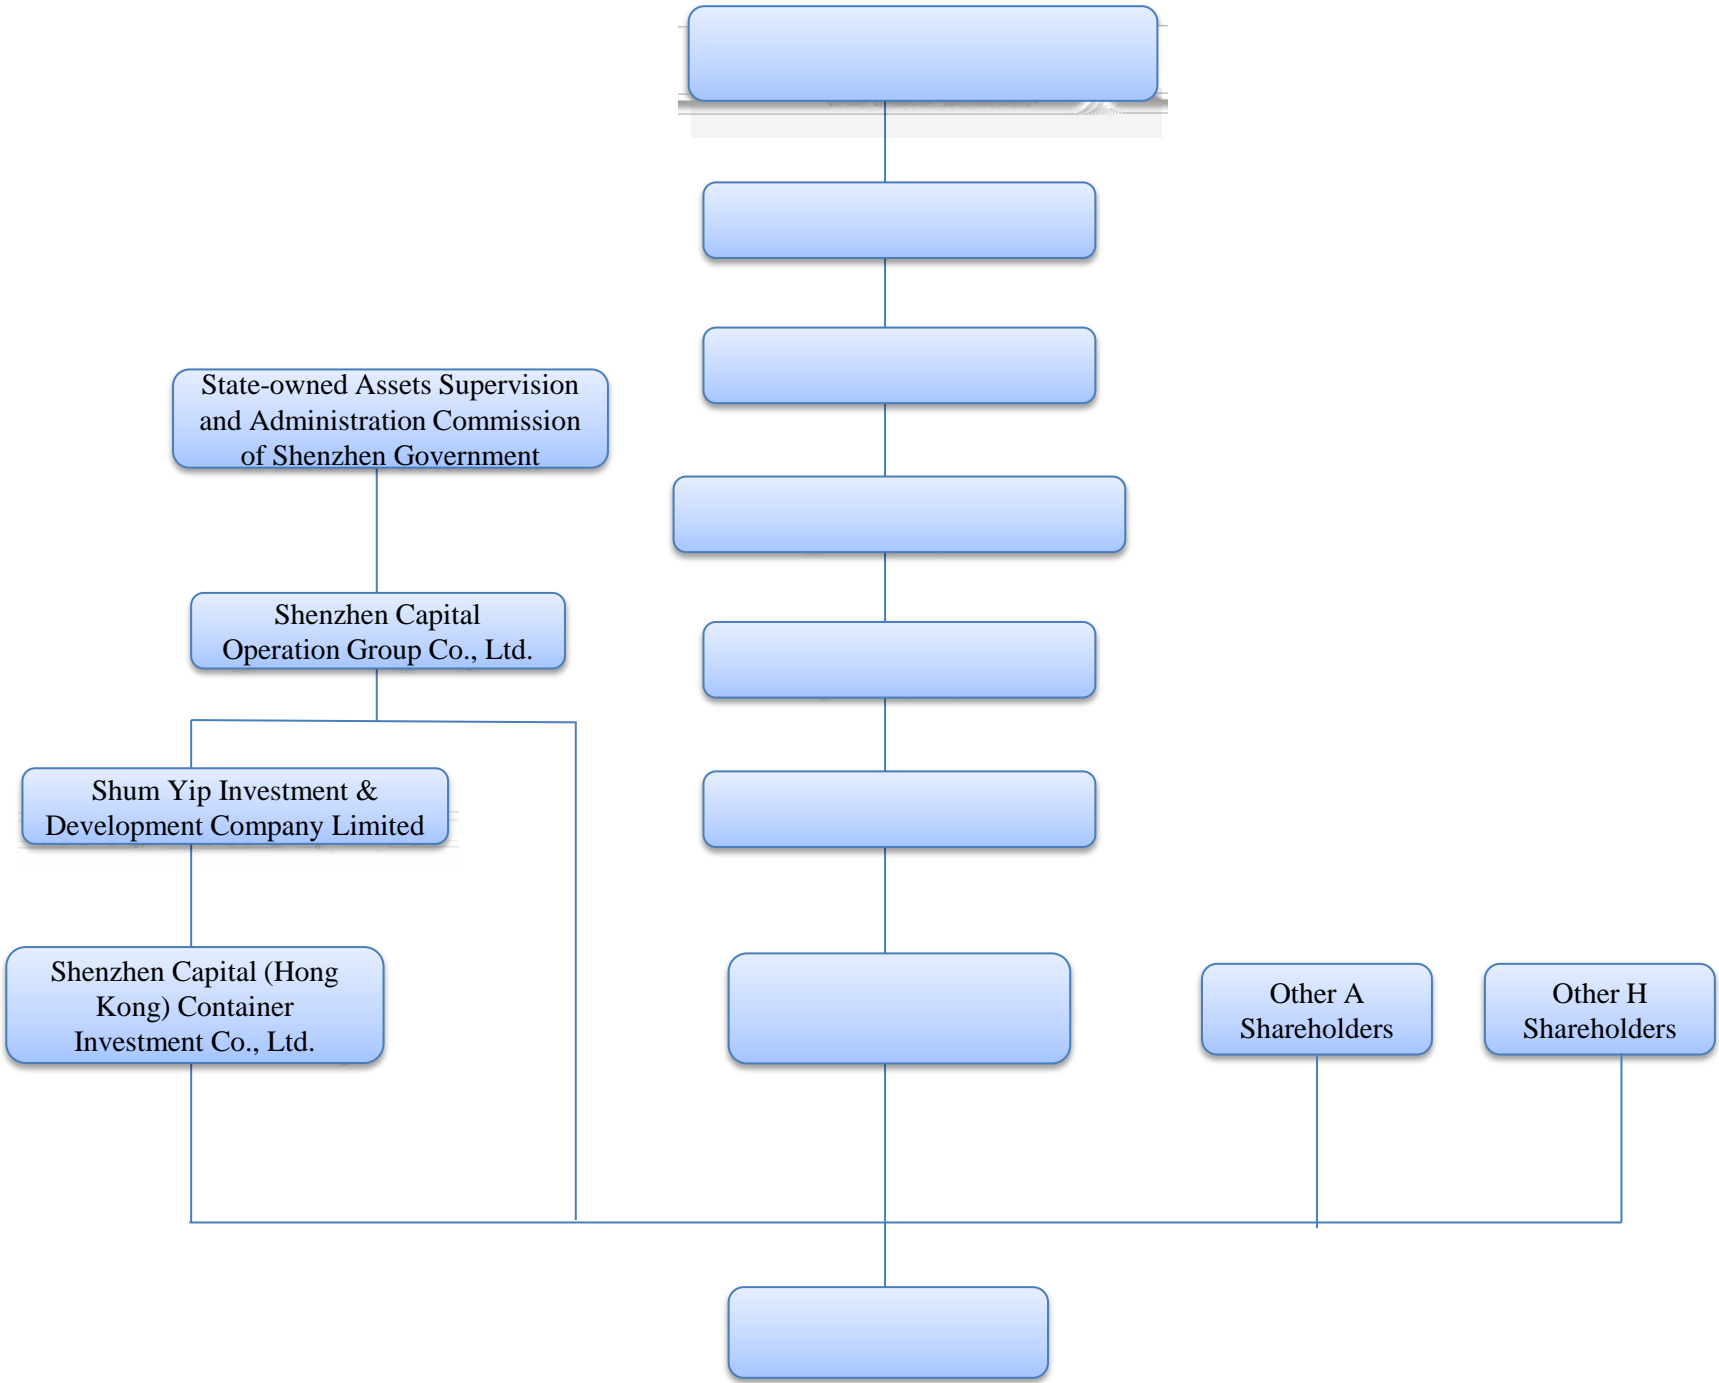 State-owned Assets Supervision
and Administration Commission
of Shenzhen Government
Shenzhen Capital
Operation Group Co., Ltd.
Shum Yip Investment &
Development Company Limited
Shenzhen Capital (Hong
Kong) Container
Investment Co., Ltd.
Other A
Shareholders
Other H
Shareholders